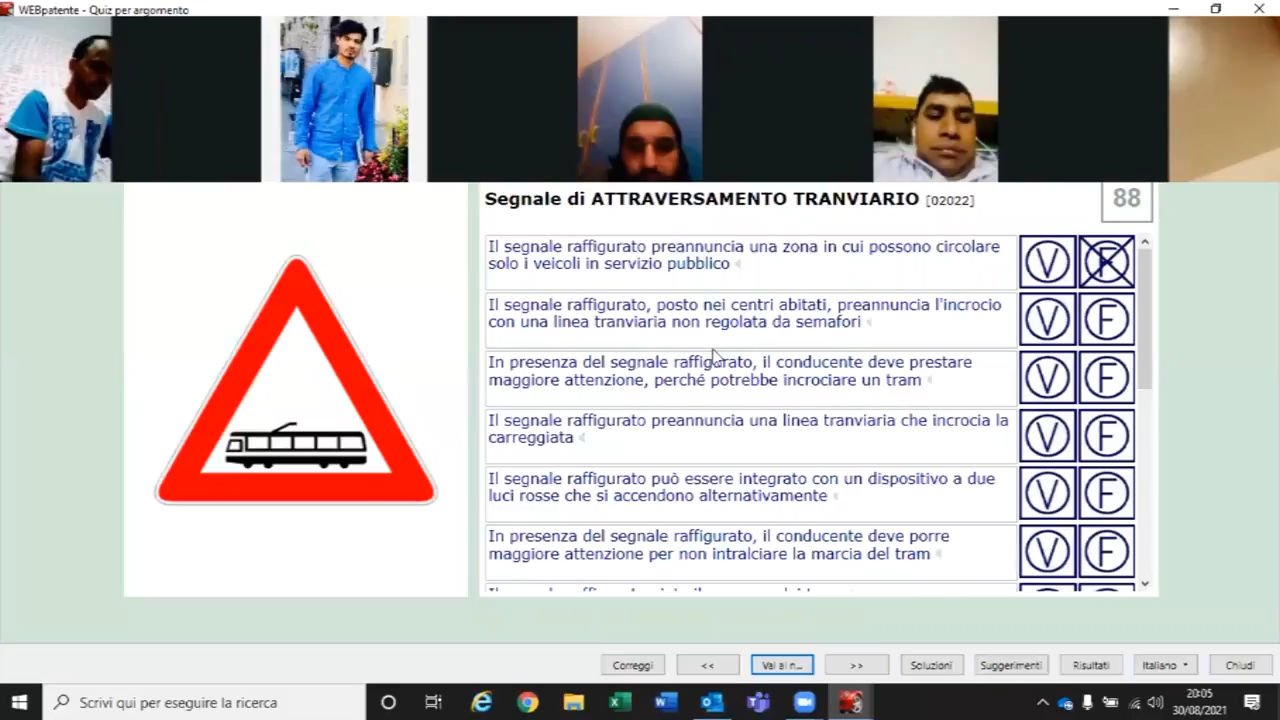 WEBpatente - Quiz per argomento
Segnale di ATTRAVERSAMENTO TRANVIARIO [02022]
88
Il segnale raffigurato preannuncia una zona in cui possono circolare
solo i veicoli in servizio pubblico
V F
Il segnale raffigurato, posto nei centri abitati, preannuncia l'incrocio
con una linea tranviaria non regolata da semafori
V F
In presenza del segnale raffigurato, il conducente deve prestare
maggiore attenzione, perché potrebbe incrociare un tram
V F
Il segnale raffigurato preannuncia una linea tranviaria che incrocia la
carreggiata
V F
Il segnale raffigurato può essere integrato con un dispositivo a due
luci rosse che si accendono alternativamente
V F
In presenza del segnale raffigurato, il conducente deve porre
maggiore attenzione per non intralciare la marcia del tram
V F
Correggi << Vai al n... >> Soluzioni Suggerimenti Risultati Italiano Chiudi
Scrivi qui per eseguire la ricerca
20:05
30/08/2021